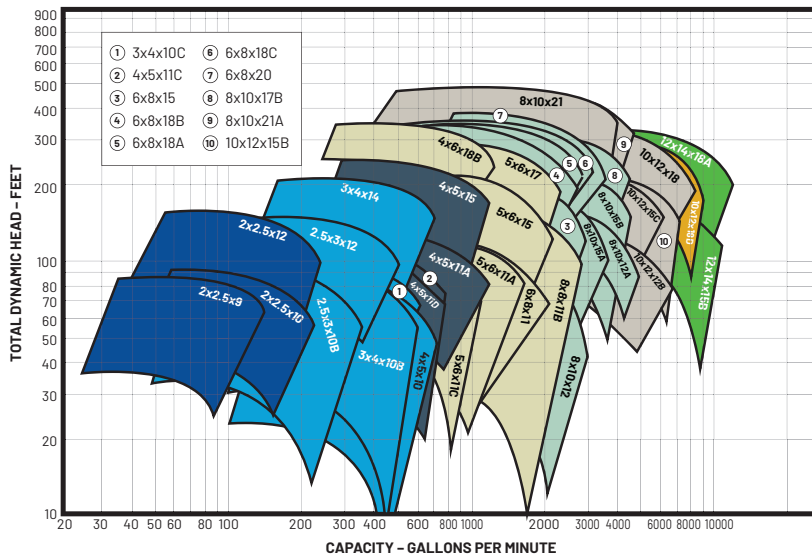 900
800
700
600
500
400
300
200
100
80
70
60
50
40
30
20
10
TOTAL DYNAMIC HEAD – FEET
1 3x4x10C
2 4x5x11C
3 6x8x15
4 6x8x18B
5 6x8x18A
6 6x8x18C
7 6x8x20
8 8x10x17B
9 8x10x21A
10 10x12x15B
8x10x21
7
9
12x14x18A
4x6x18B
5x6x17
5
6
4
8
10x12x18
10x12x18D
3x4x14
4x5x15
5x6x15
3
8x10x15B
10x12x15C
10
2x2.5x12
2.5x3x12
4x5x11A
2
4x5x11D
1
5x6x11A
8x10x15A
8x10x12A
10x12x12B
12x14x15B
2x2.5x9
2x2.5x10
2.5x3x10B
3x4x10B
4x5x10
5x6x11C
6x8x11
8x8x11B
8x10x12
20 30 40 50 60 80 100 200 300 400 600 800 1000 2000 3000 4000 6000 8000 10000
CAPACITY – GALLONS PER MINUTE